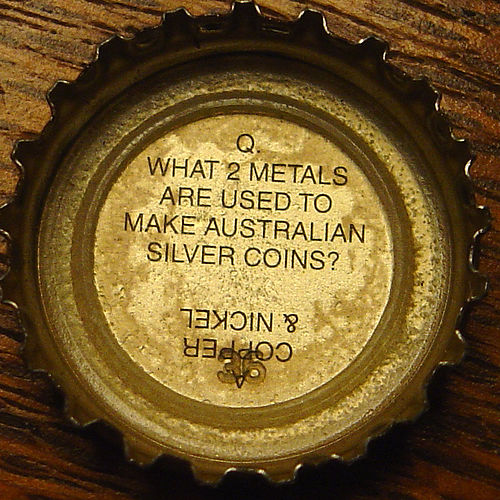 Q.
WHAT 2 METALS
ARE USED TO
MAKE AUSTRALIAN
SILVER COINS?
COPPER
& NICKEL